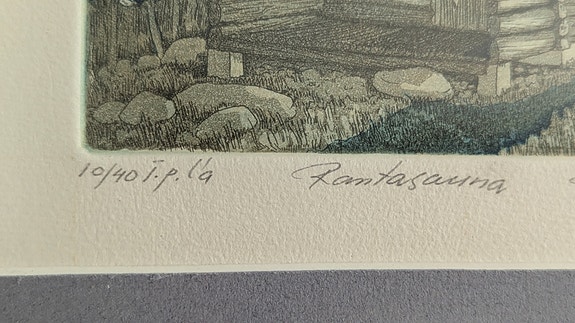 10/40 T.p. l/a Rantasauna